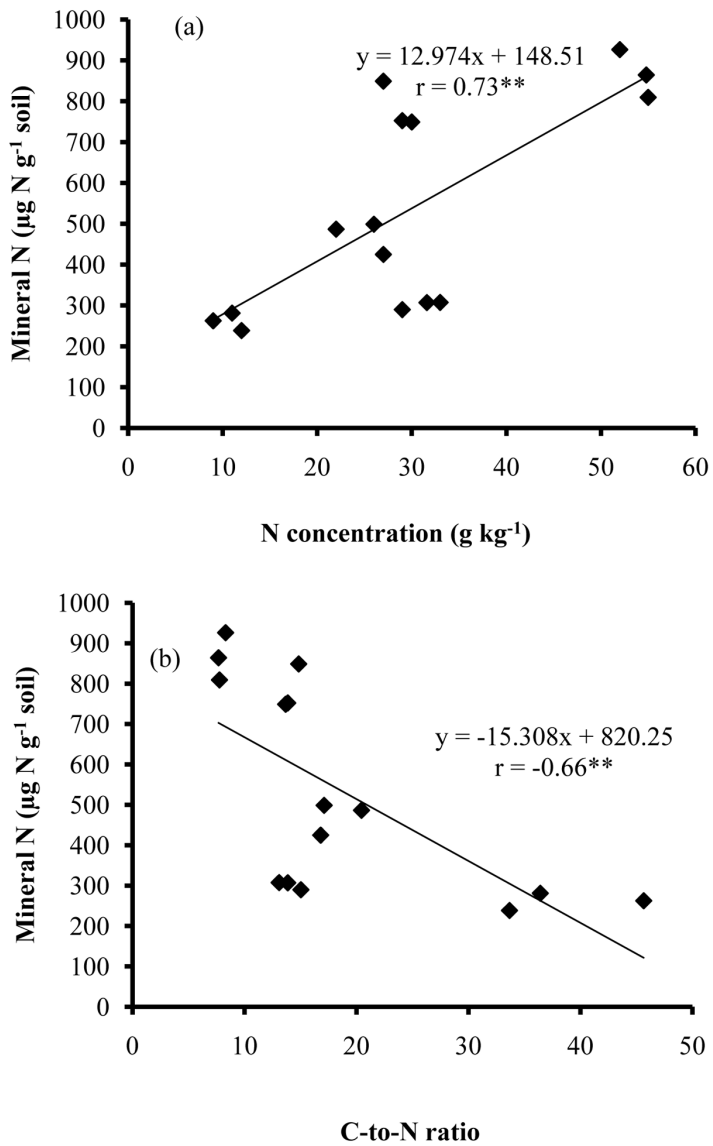 (a)
y = 12.974x + 148.51
r = 0.73**
Mineral N (µg N g⁻¹ soil)
1000
900
800
700
600
500
400
300
200
100
0
0 10 20 30 40 50 60
N concentration (g kg⁻¹)
(b)
y = -15.308x + 820.25
r = -0.66**
Mineral N (µg N g⁻¹ soil)
1000
900
800
700
600
500
400
300
200
100
0
0 10 20 30 40 50
C-to-N ratio